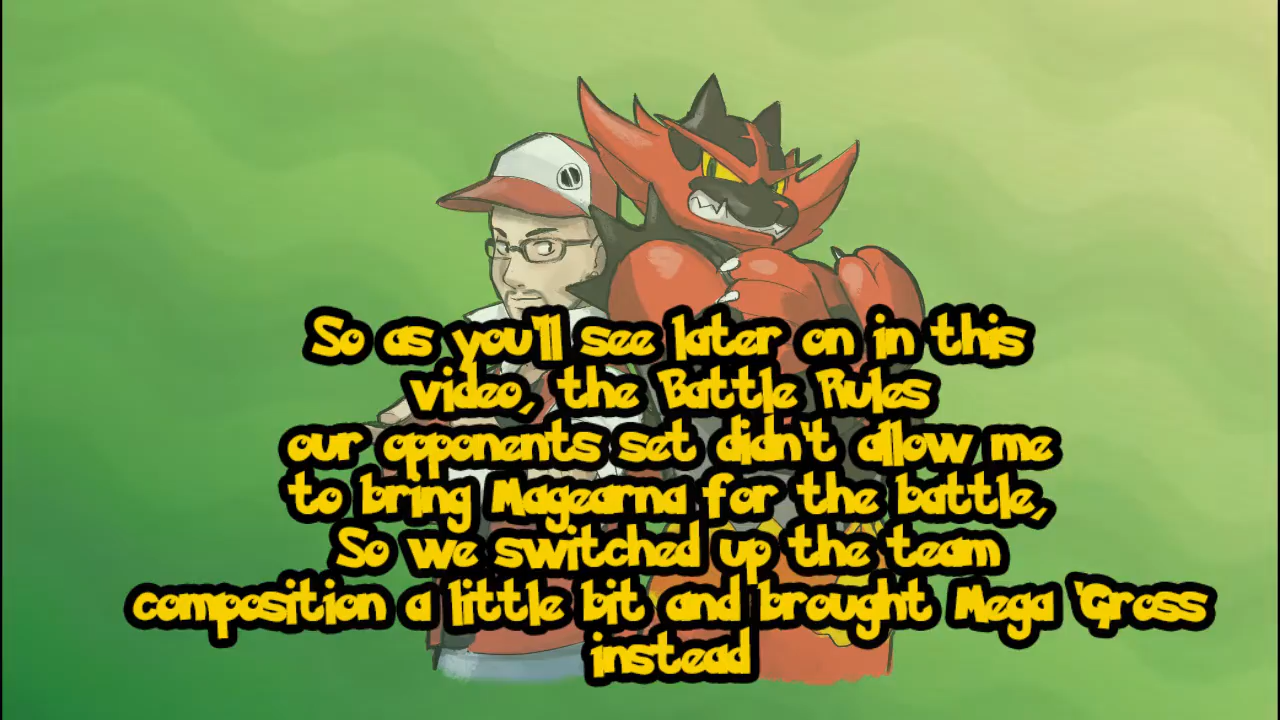 So as you'll see later on in this
video, the Battle Rules
our opponents set didn't allow me
to bring Magearna for the battle,
So we switched up the team
composition a little bit and brought Mega 'Gross
instead